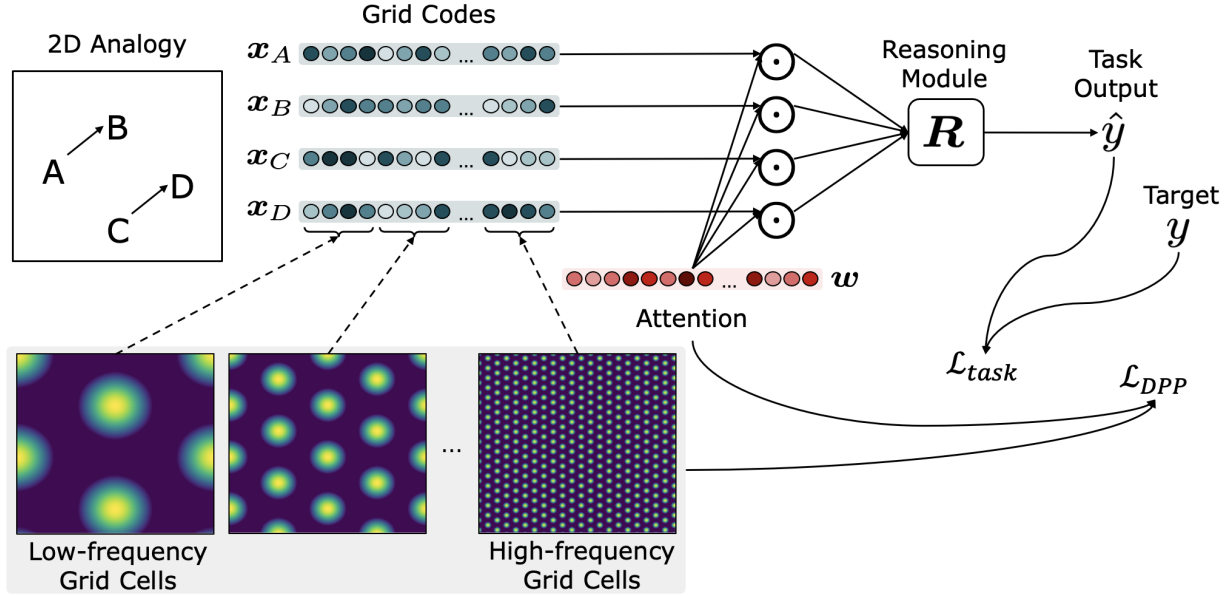 Grid Codes
2D Analogy
A
B
C
D
x_A
x_B
x_C
x_D
...
...
...
...
Reasoning
Module
R
Task
Output
ŷ
Target
y
... w
Attention
L_task
L_DPP
...
Low-frequency
Grid Cells
High-frequency
Grid Cells